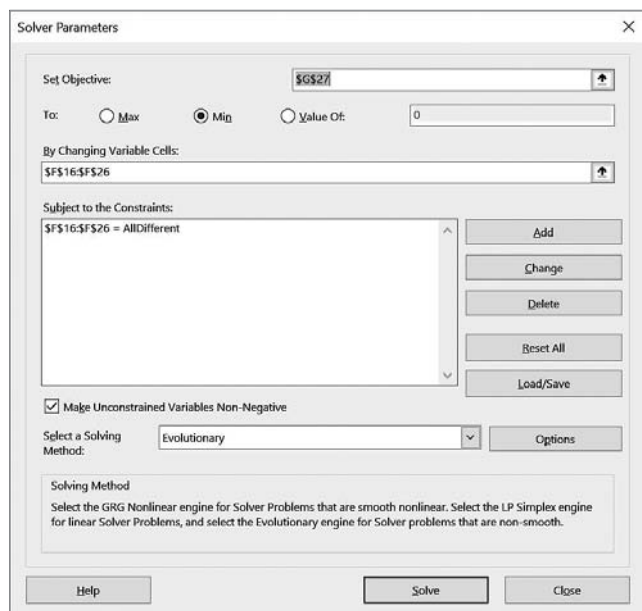 Solver Parameters
Set Objective:
$G$27
To:
Max
Min
Value Of:
0
By Changing Variable Cells:
$F$16:$F$26
Subject to the Constraints:
$F$16:$F$26 = AllDifferent
Add
Change
Delete
Reset All
Load/Save
Make Unconstrained Variables Non-Negative
Select a Solving
Method:
Evolutionary
Options
Solving Method
Select the GRG Nonlinear engine for Solver Problems that are smooth nonlinear. Select the LP Simplex engine
for linear Solver Problems, and select the Evolutionary engine for Solver problems that are non-smooth.
Help
Solve
Close